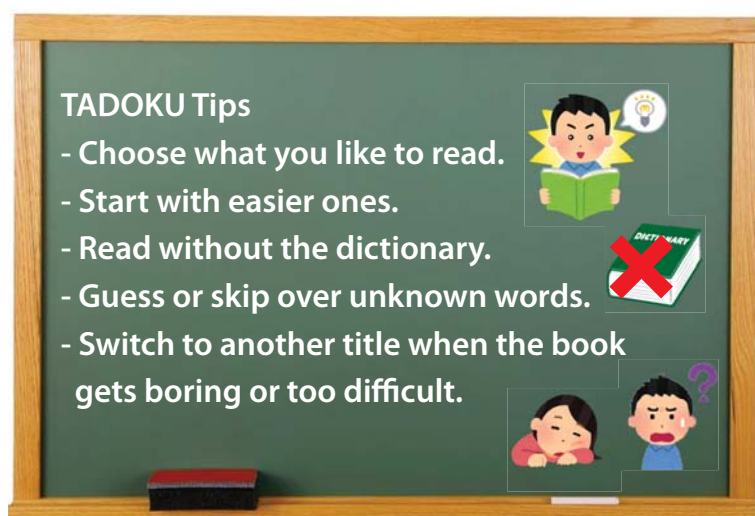 TADOKU Tips
- Choose what you like to read.
- Start with easier ones.
- Read without the dictionary.
DICTIONARY
- Guess or skip over unknown words.
- Switch to another title when the book
gets boring or too difficult.